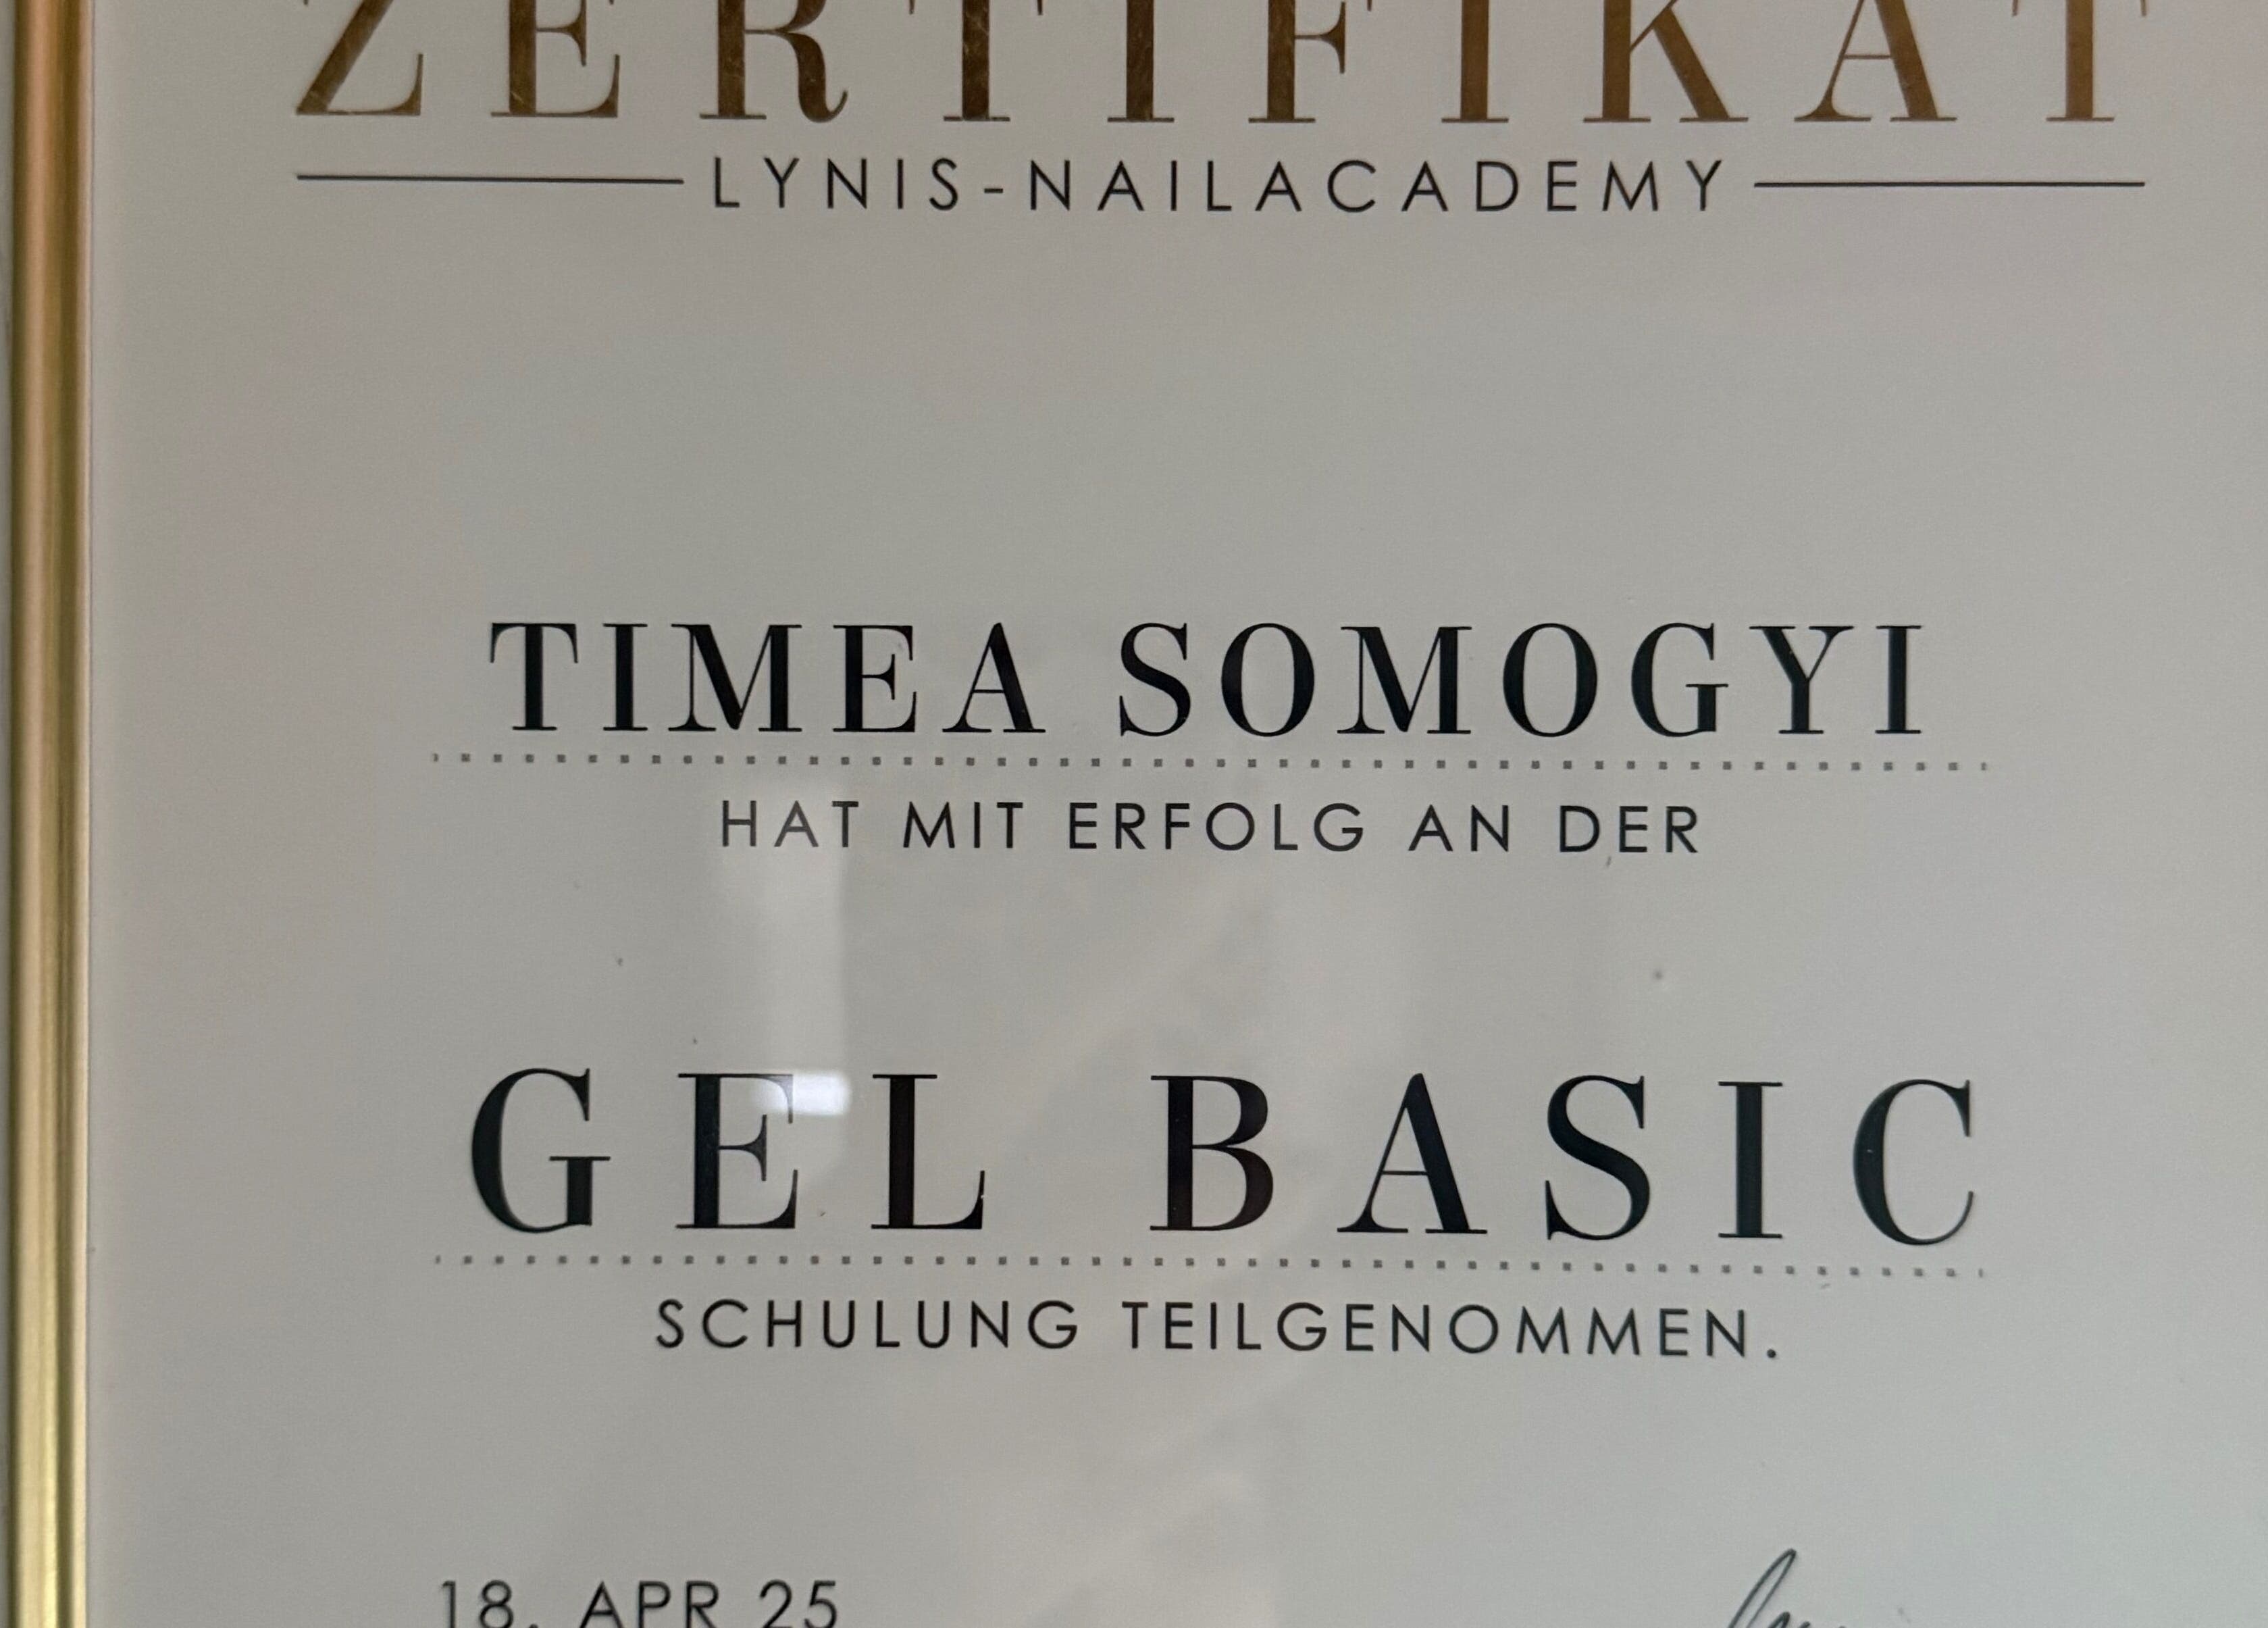 ZERTIFIKAT
LYNIS-NAILACADEMY
TIMEA SOMOGYI
HAT MIT ERFOLG AN DER
GEL BASIC
SCHULUNG TEILGENOMMEN.
18. APR 25